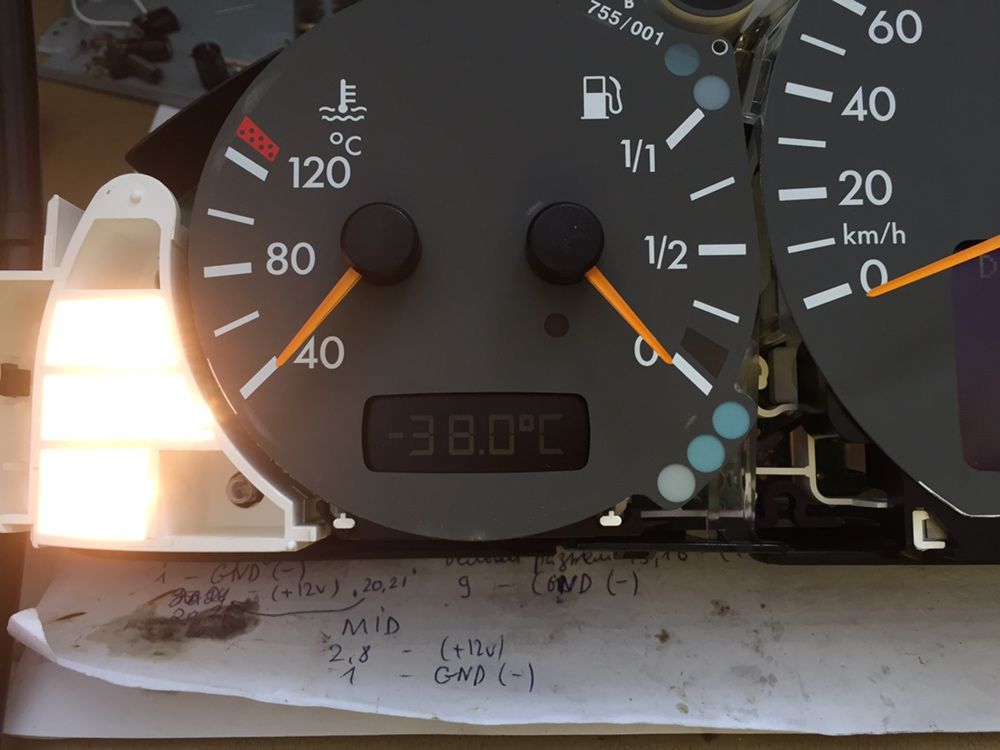 755/001
60
°C
40
120
1/1
20
km/h
80
1/2
0
40
0
-38.0°C
1 - GND (-)
(+12v) 20,21
9 - GND (-)
MID
2,8 - (+12v)
1 - GND (-)